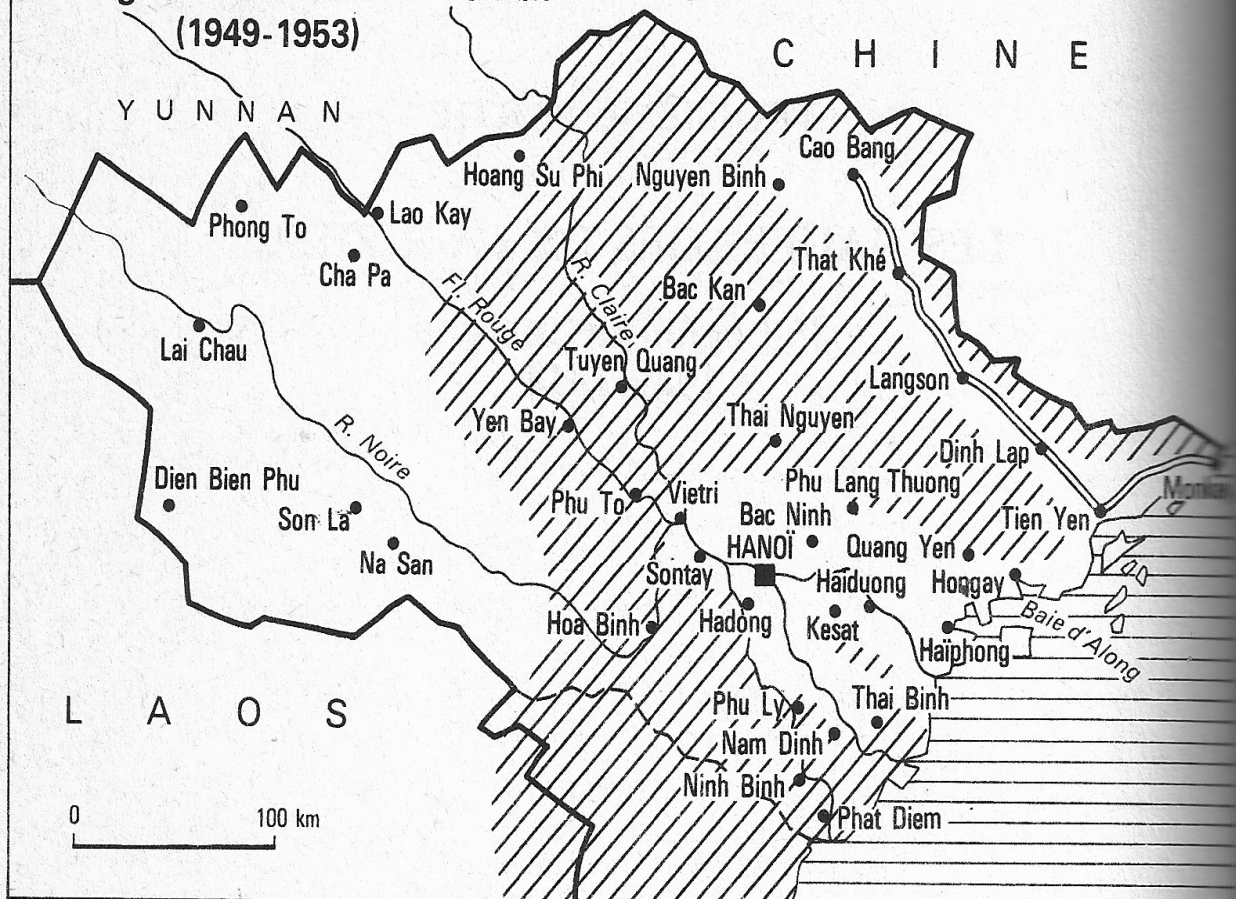 (1949-1953)
CHINE
YUNNAN
Cao Bang
Hoang Su Phi
Nguyen Binh
Phong To
Lao Kay
Cha Pa
That Khé
R. Claire
Bac Kan
Fl. Rouge
Lai Chau
Tuyen Quang
Langson
R. Noire
Yen Bay
Thai Nguyen
Dinh Lap
Dien Bien Phu
Phu To
Vietri
Phu Lang Thuong
Son La
Bac Ninh
Tien Yen
HANOÏ
Quang Yen
Na San
Sontay
Haïduong
Hongay
Hoa Binh
Hadong
Kesat
Baie d'Along
Haïphong
LAOS
Phu Ly
Thai Binh
Nam Dinh
Ninh Binh
0 100 km
Phat Diem